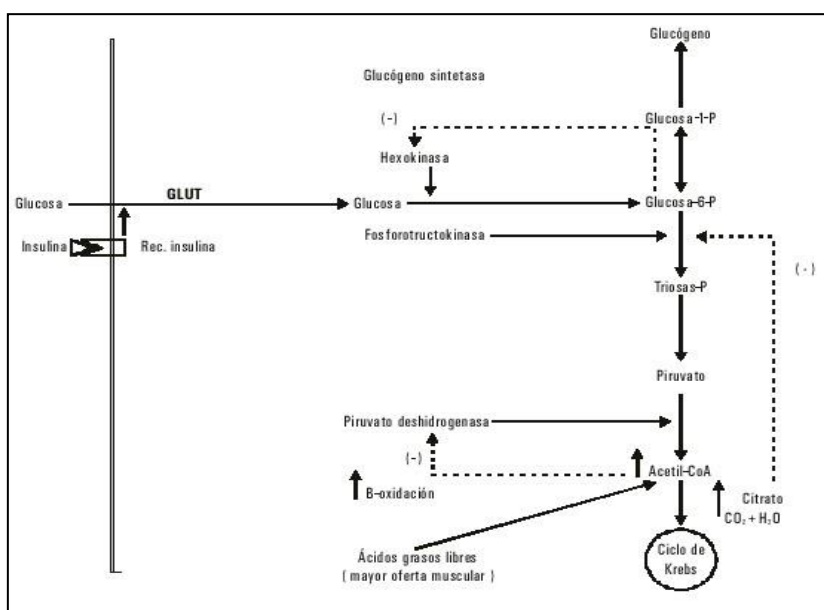 Glucógeno
Glucógeno sintetasa
(-)
Glucosa-1-P
Hexokinasa
Glucosa
GLUT
Glucosa
Glucosa-6-P
Insulina
Rec. insulina
Fosforotructokinasa
(-)
Triosas-P
Piruvato
Piruvato deshidrogenasa
(-)
Acetil-CoA
B-oxidación
Citrato
CO₂ + H₂O
Ácidos grasos libres
( mayor oferta muscular )
Ciclo de
Krebs